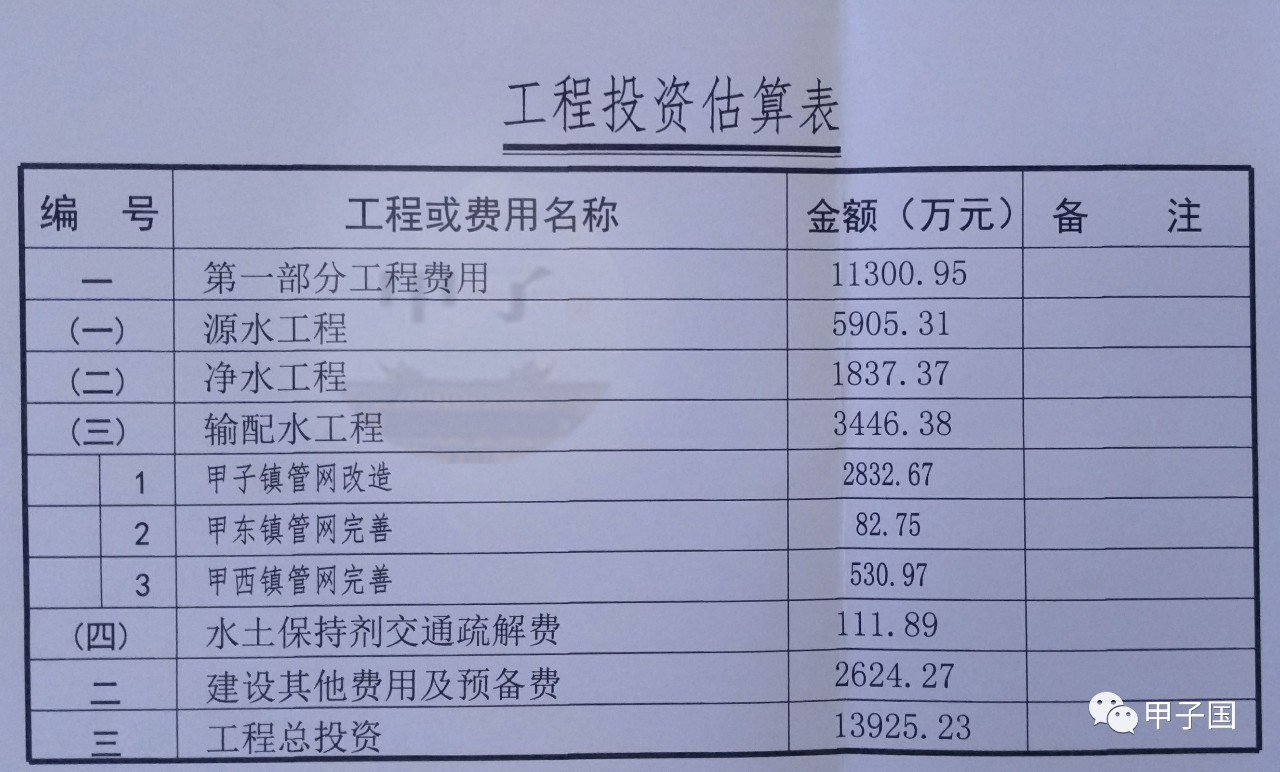 工程投资估算表
编 号 工程或费用名称 金额（万元） 备 注
一 第一部分工程费用 11300.95
(一) 源水工程 5905.31
(二) 净水工程 1837.37
(三) 输配水工程 3446.38
1 甲子镇管网改造 2832.67
2 甲东镇管网完善 82.75
3 甲西镇管网完善 530.97
(四) 水土保持剂交通疏解费 111.89
二 建设其他费用及预备费 2624.27
三 工程总投资 13925.23
甲子
甲子国